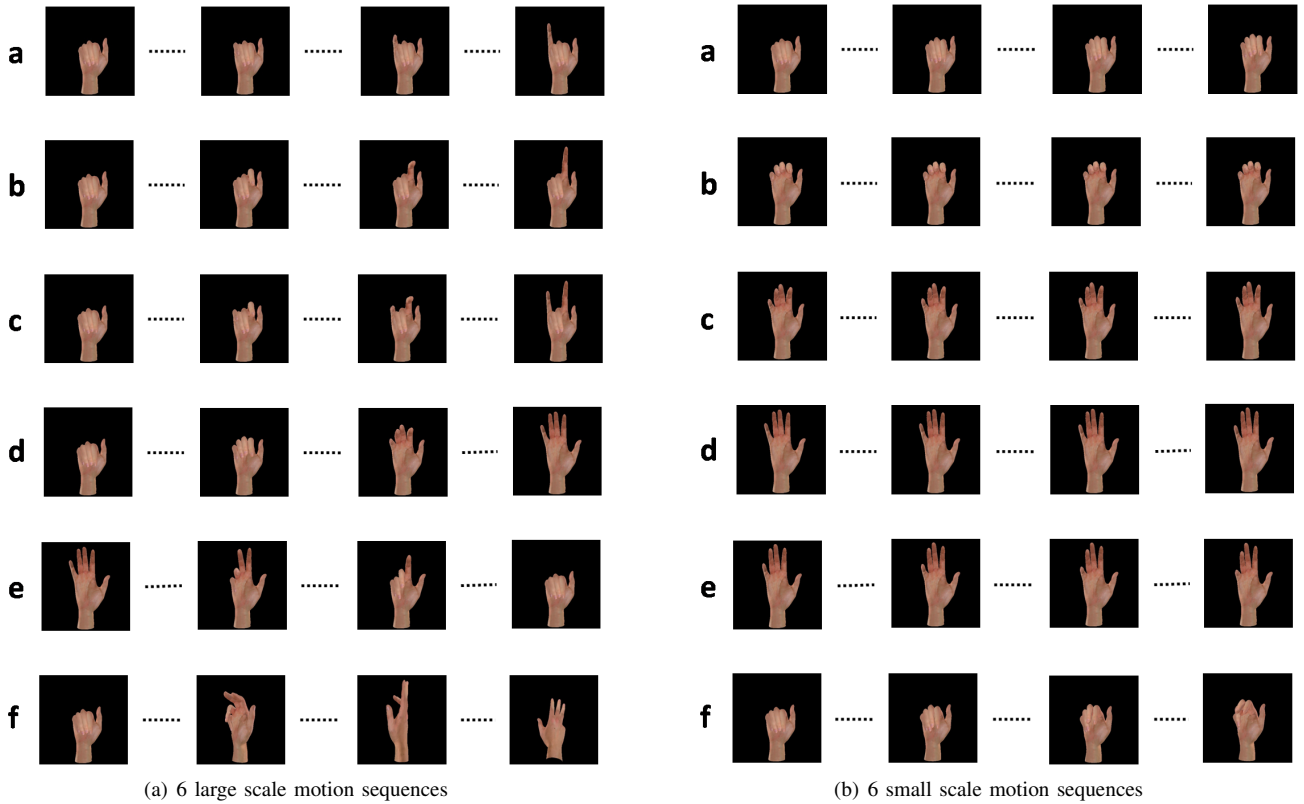 a
b
c
d
e
f
(a) 6 large scale motion sequences
a
b
c
d
e
f
(b) 6 small scale motion sequences